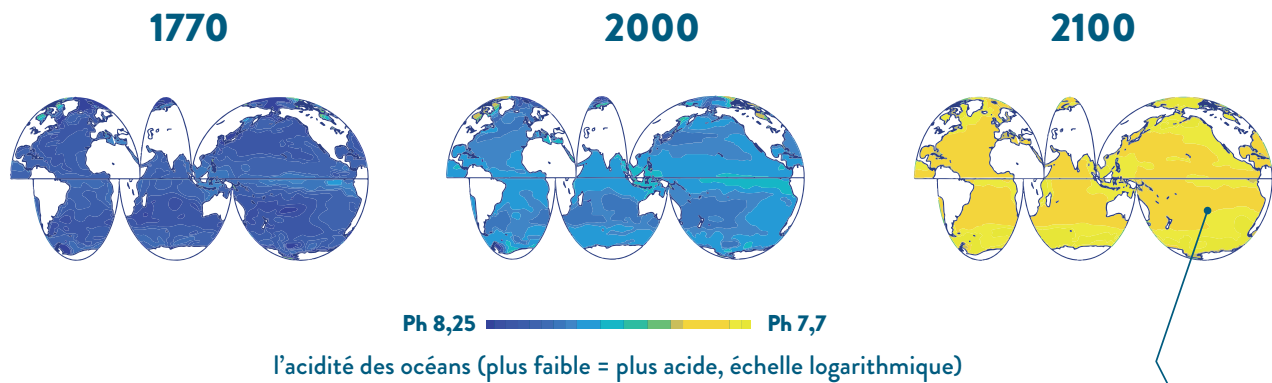 1770
2000
2100
Ph 8,25
Ph 7,7
l'acidité des océans (plus faible = plus acide, échelle logarithmique)